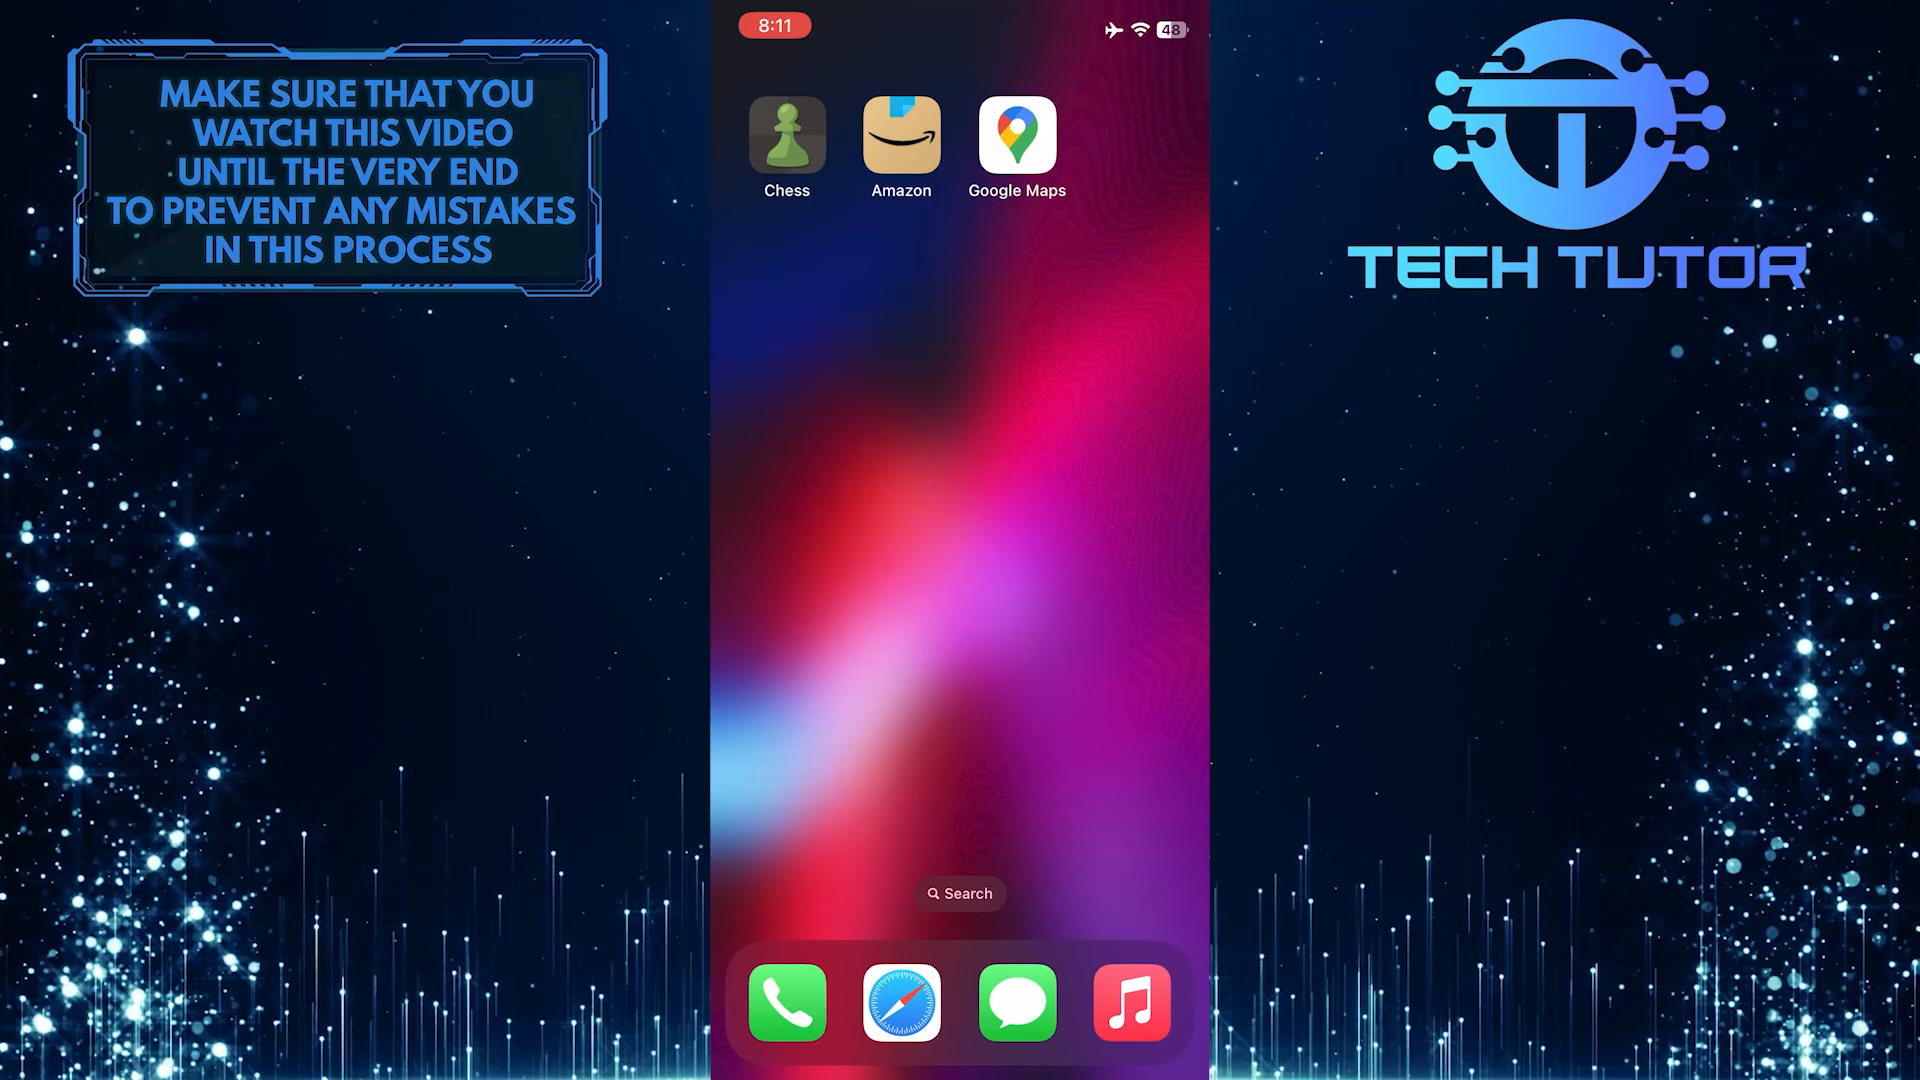 MAKE SURE THAT YOU
WATCH THIS VIDEO
UNTIL THE VERY END
TO PREVENT ANY MISTAKES
IN THIS PROCESS
8:11
48
Chess
Amazon
Google Maps
Search
TECH TUTOR